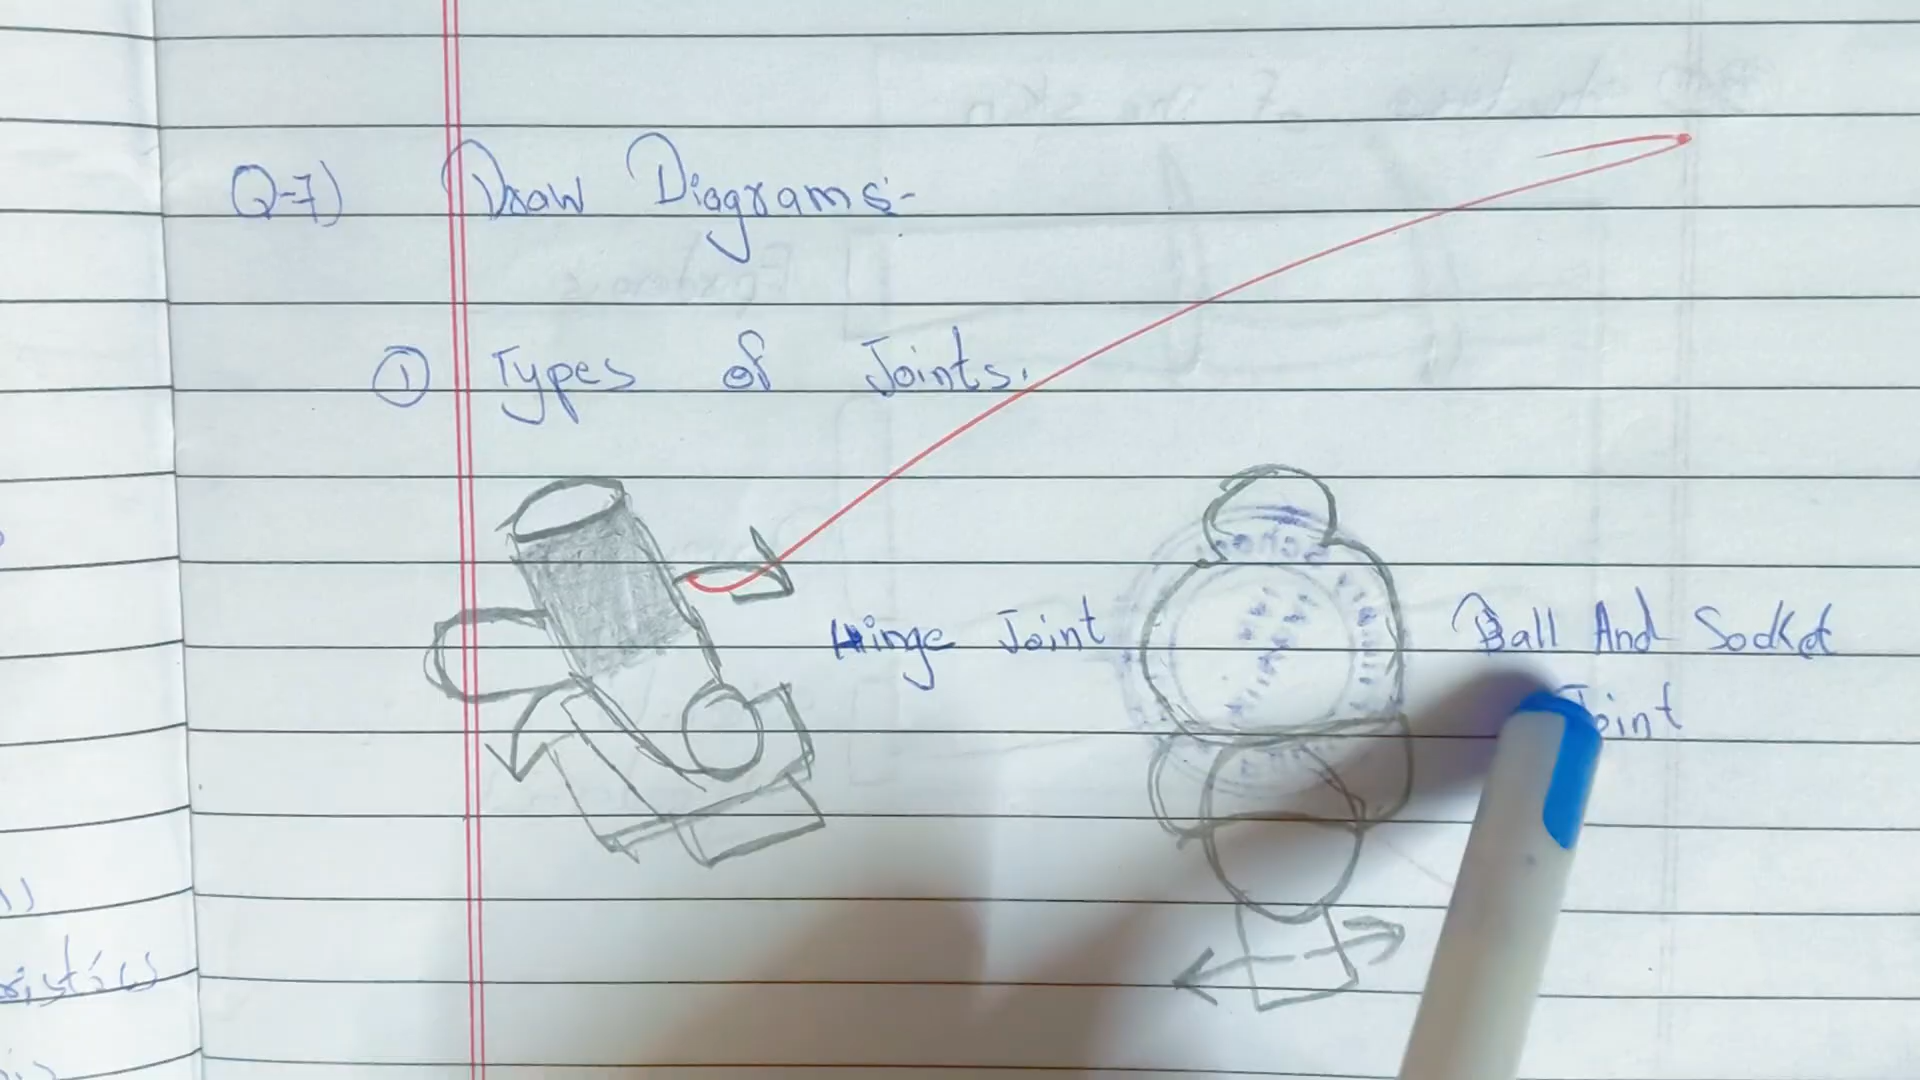 Q-7) Draw Diagrams:-
① Types of Joints.
Hinge Joint
Ball And Socket
Joint